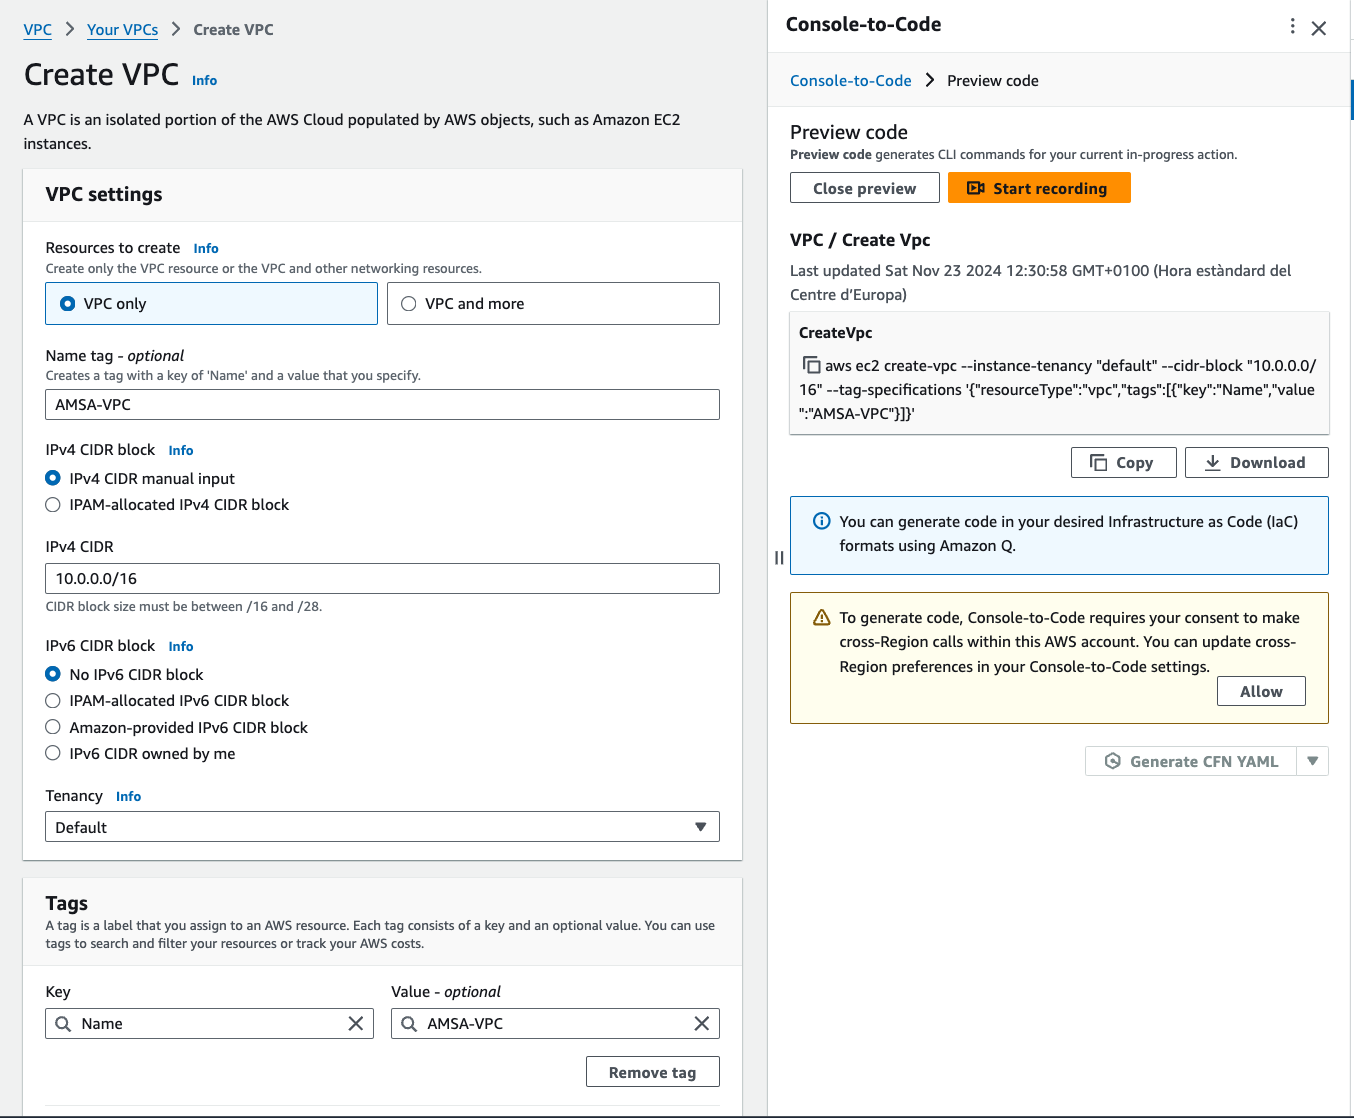 VPC > Your VPCs > Create VPC
Create VPC Info
A VPC is an isolated portion of the AWS Cloud populated by AWS objects, such as Amazon EC2
instances.
VPC settings
Resources to create Info
Create only the VPC resource or the VPC and other networking resources.
VPC only
VPC and more
Name tag - optional
Creates a tag with a key of 'Name' and a value that you specify.
AMSA-VPC
IPv4 CIDR block Info
IPv4 CIDR manual input
IPAM-allocated IPv4 CIDR block
IPv4 CIDR
10.0.0.0/16
CIDR block size must be between /16 and /28.
IPv6 CIDR block Info
No IPv6 CIDR block
IPAM-allocated IPv6 CIDR block
Amazon-provided IPv6 CIDR block
IPv6 CIDR owned by me
Tenancy Info
Default
Tags
A tag is a label that you assign to an AWS resource. Each tag consists of a key and an optional value. You can use
tags to search and filter your resources or track your AWS costs.
Key
Value - optional
Name
AMSA-VPC
Remove tag
Console-to-Code
Console-to-Code > Preview code
Preview code
Preview code generates CLI commands for your current in-progress action.
Close preview
Start recording
VPC / Create Vpc
Last updated Sat Nov 23 2024 12:30:58 GMT+0100 (Hora estàndard del
Centre d’Europa)
CreateVpc
aws ec2 create-vpc --instance-tenancy "default" --cidr-block "10.0.0.0/
16" --tag-specifications '{"resourceType":"vpc","tags":[{"key":"Name","value
":"AMSA-VPC"}]}'
Copy
Download
You can generate code in your desired Infrastructure as Code (IaC)
formats using Amazon Q.
To generate code, Console-to-Code requires your consent to make
cross-Region calls within this AWS account. You can update cross-
Region preferences in your Console-to-Code settings.
Allow
Generate CFN YAML